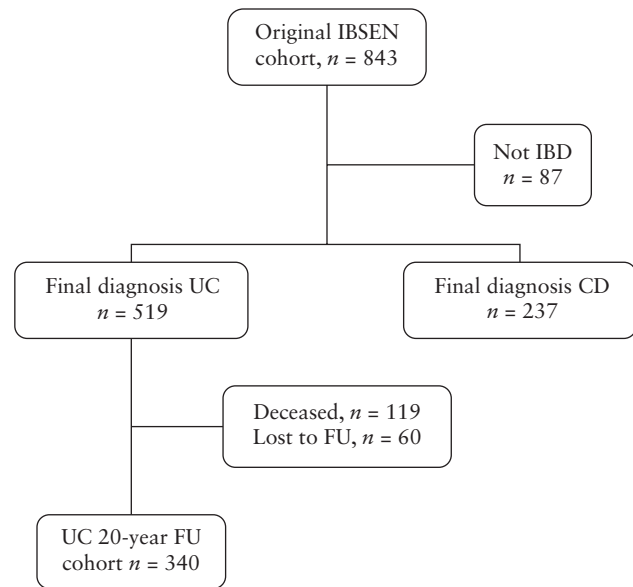 Original IBSEN
cohort, n = 843
Not IBD
n = 87
Final diagnosis UC
n = 519
Final diagnosis CD
n = 237
Deceased, n = 119
Lost to FU, n = 60
UC 20-year FU
cohort n = 340